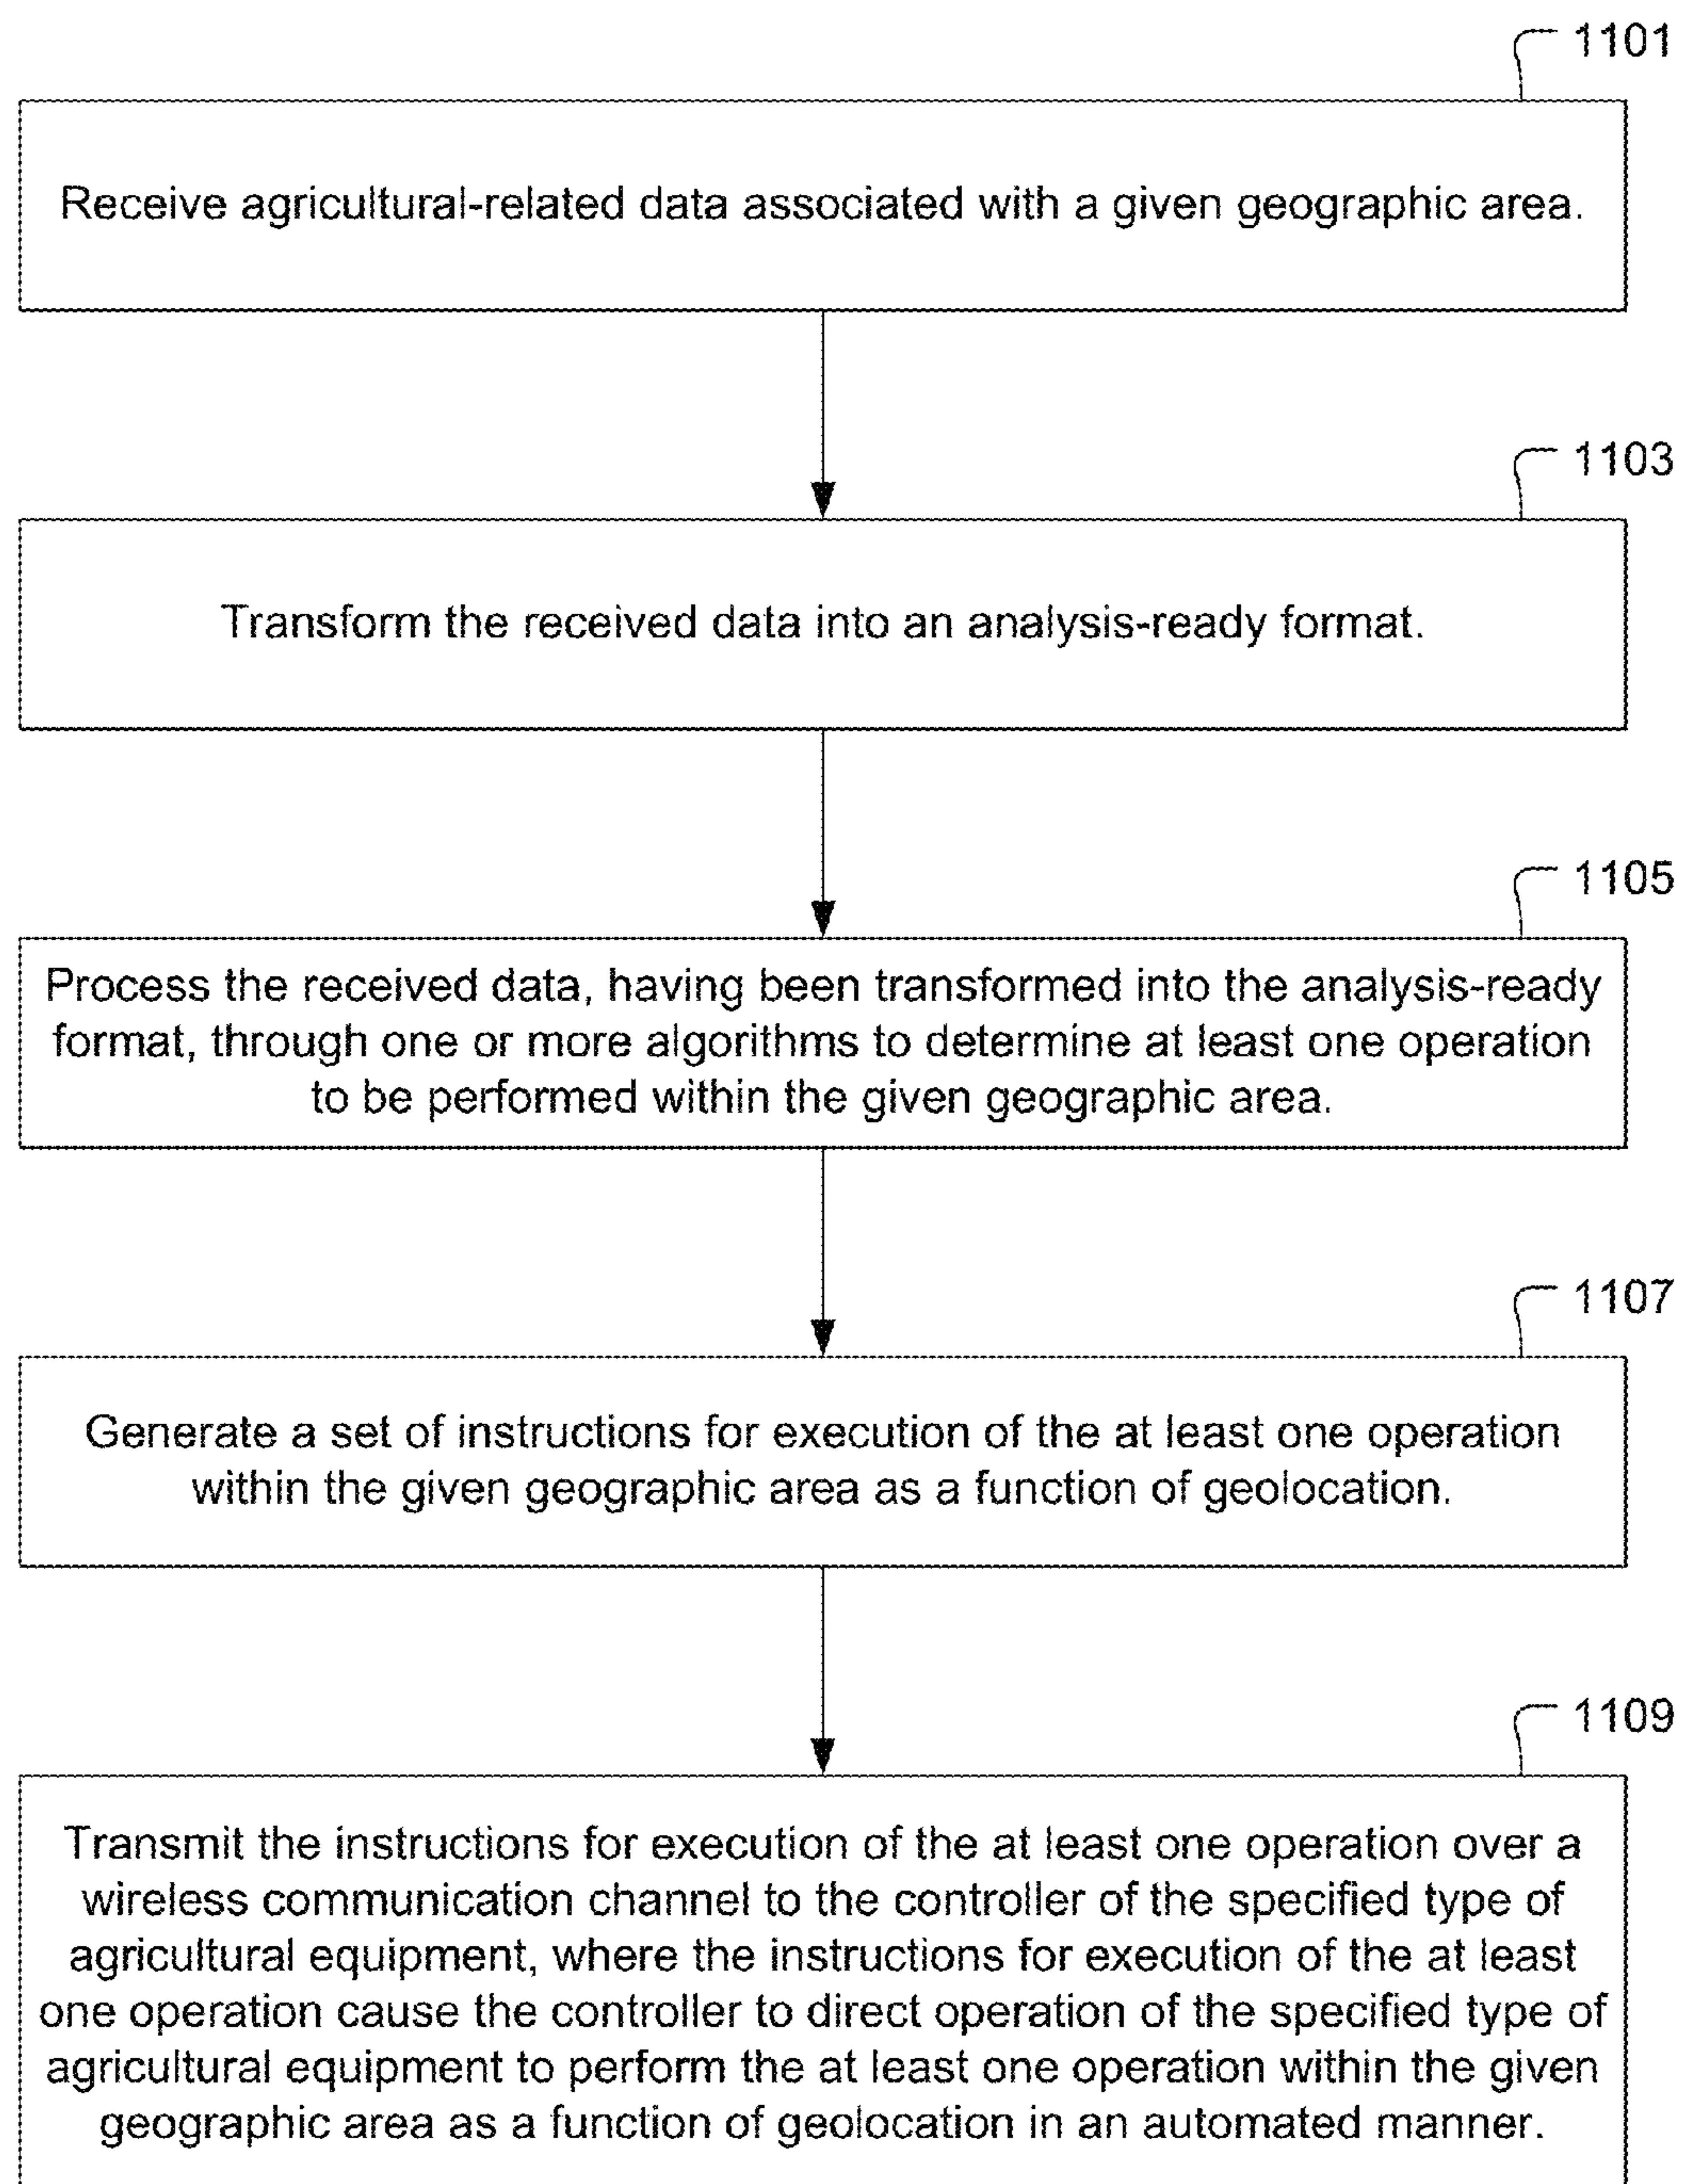 1101
Receive agricultural-related data associated with a given geographic area.
1103
Transform the received data into an analysis-ready format.
1105
Process the received data, having been transformed into the analysis-ready
format, through one or more algorithms to determine at least one operation
to be performed within the given geographic area.
1107
Generate a set of instructions for execution of the at least one operation
within the given geographic area as a function of geolocation.
1109
Transmit the instructions for execution of the at least one operation over a
wireless communication channel to the controller of the specified type of
agricultural equipment, where the instructions for execution of the at least
one operation cause the controller to direct operation of the specified type of
agricultural equipment to perform the at least one operation within the given
geographic area as a function of geolocation in an automated manner.